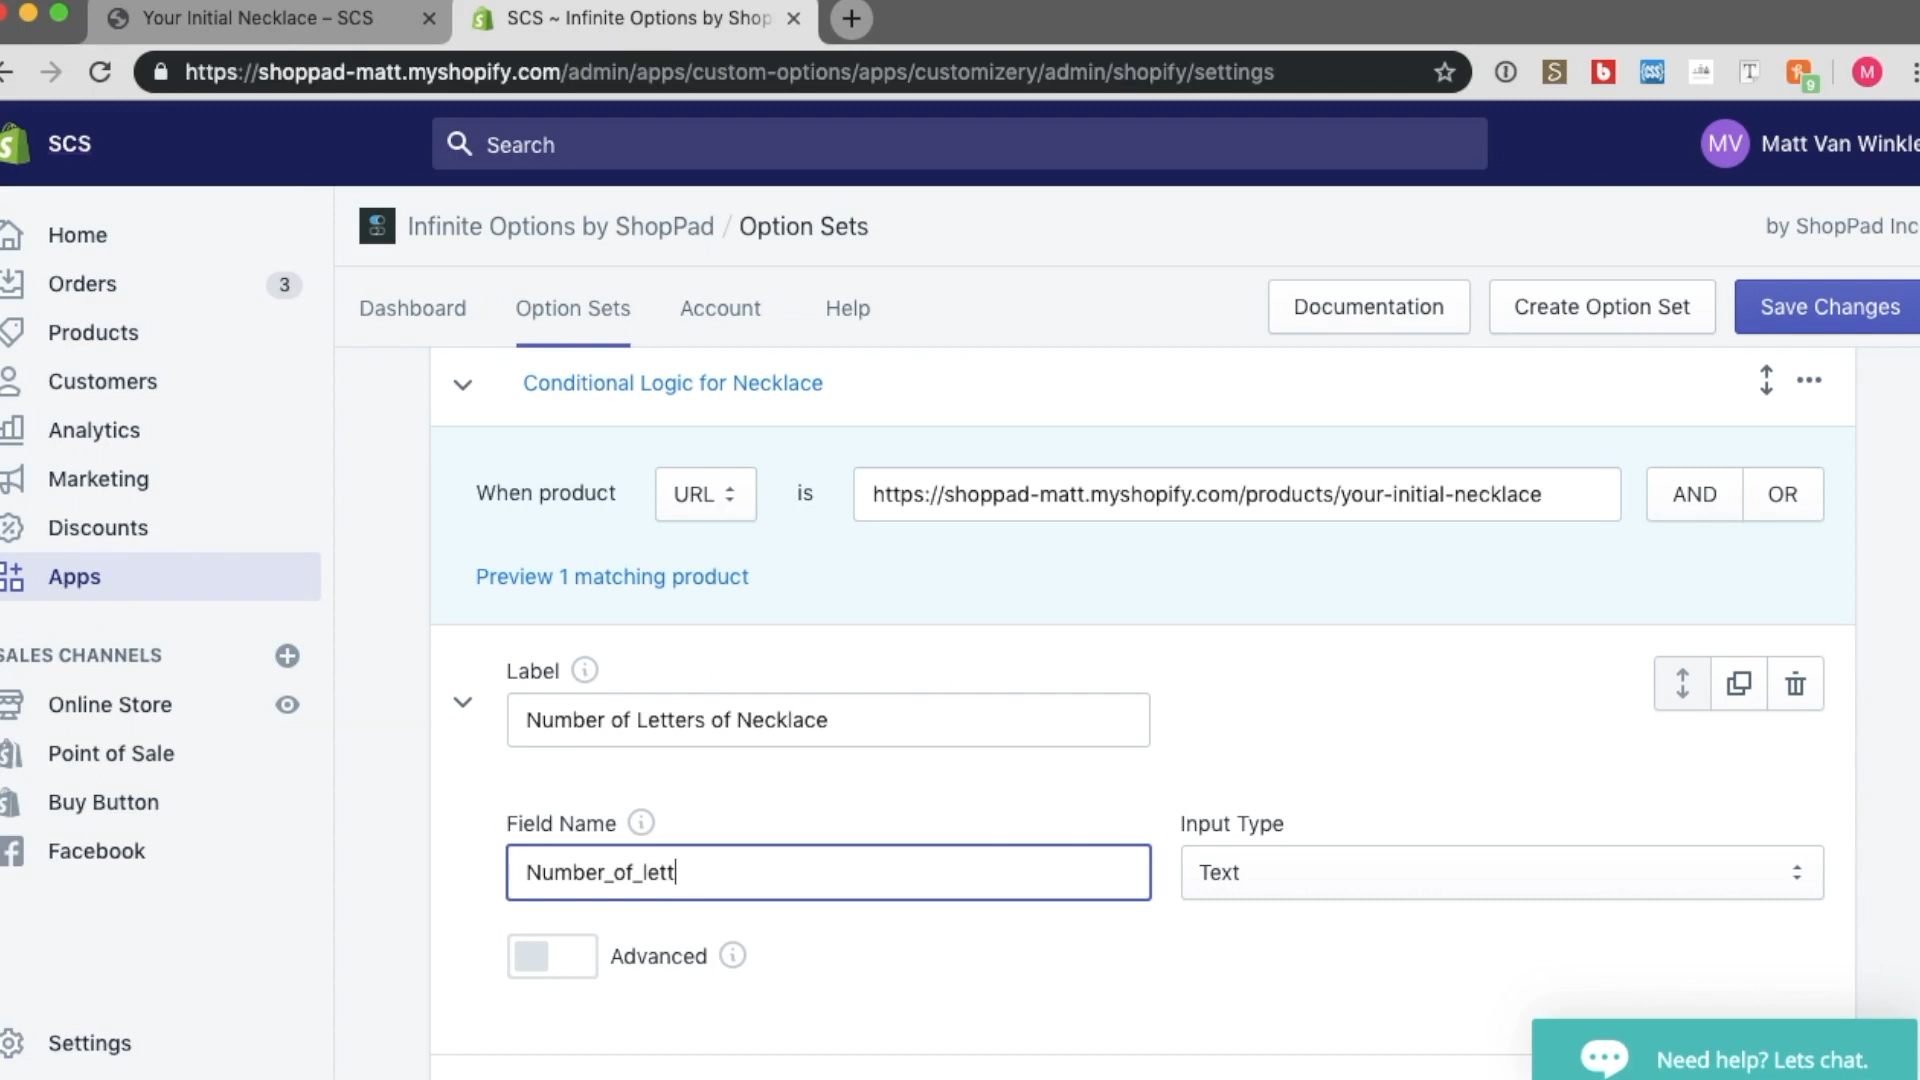 Your Initial Necklace – SCS
SCS ~ Infinite Options by Shop
https://shoppad-matt.myshopify.com/admin/apps/custom-options/apps/customizery/admin/shopify/settings
9
M
SCS
Search
MV Matt Van Winkle
Home
Orders 3
Products
Customers
Analytics
Marketing
Discounts
Apps
SALES CHANNELS
Online Store
Point of Sale
Buy Button
Facebook
Settings
Infinite Options by ShopPad / Option Sets
by ShopPad Inc
Dashboard Option Sets Account Help
Documentation Create Option Set Save Changes
Conditional Logic for Necklace
When product URL is https://shoppad-matt.myshopify.com/products/your-initial-necklace AND OR
Preview 1 matching product
Label
Number of Letters of Necklace
Field Name Input Type
Number_of_lett Text
Advanced
Need help? Lets chat.